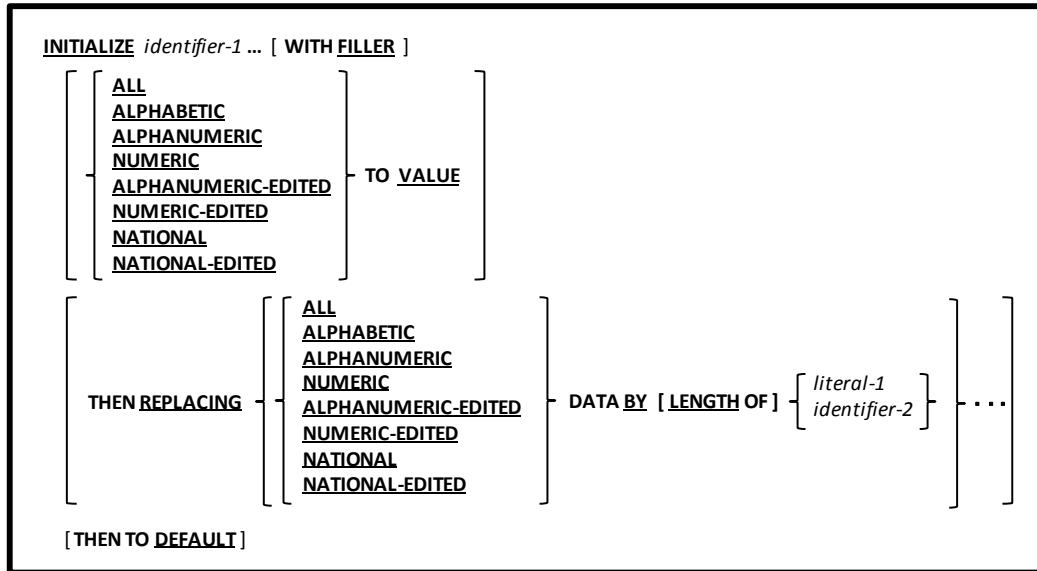 INITIALIZE identifier-1 ... [ WITH FILLER ]
ALL
ALPHABETIC
ALPHANUMERIC
NUMERIC
ALPHANUMERIC-EDITED
NUMERIC-EDITED
NATIONAL
NATIONAL-EDITED
TO VALUE
THEN REPLACING
ALL
ALPHABETIC
ALPHANUMERIC
NUMERIC
ALPHANUMERIC-EDITED
NUMERIC-EDITED
NATIONAL
NATIONAL-EDITED
DATA BY [ LENGTH OF ]
literal-1
identifier-2
...
[ THEN TO DEFAULT ]